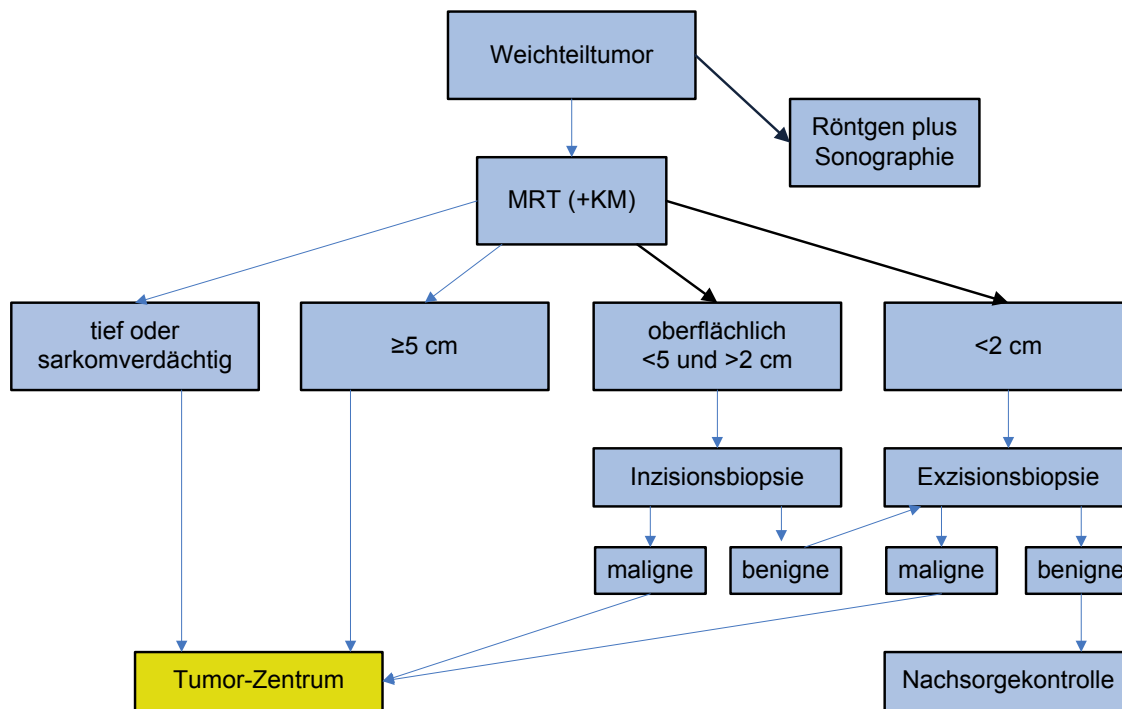 Weichteiltumor
Röntgen plus
Sonographie
MRT (+KM)
tief oder
sarkomverdächtig
≥5 cm
oberflächlich
<5 und >2 cm
<2 cm
Inzisionsbiopsie
Exzisionsbiopsie
maligne
benigne
maligne
benigne
Tumor-Zentrum
Nachsorgekontrolle